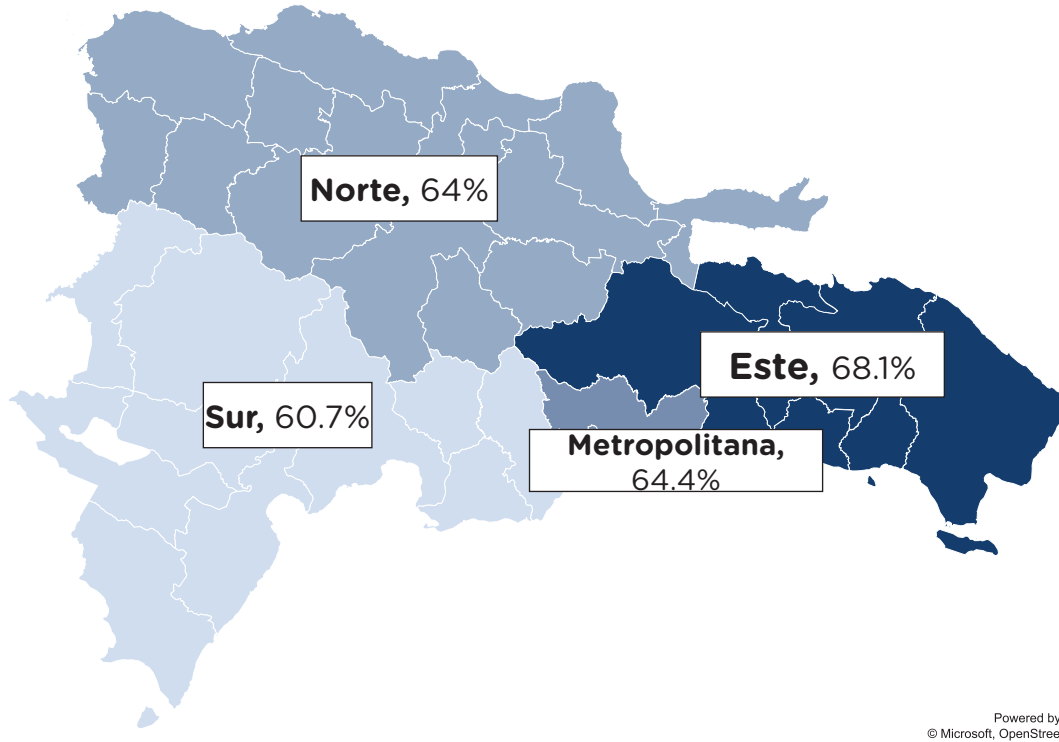 Norte, 64%
Este, 68.1%
Sur, 60.7%
Metropolitana,
64.4%
Powered by
© Microsoft, OpenStree